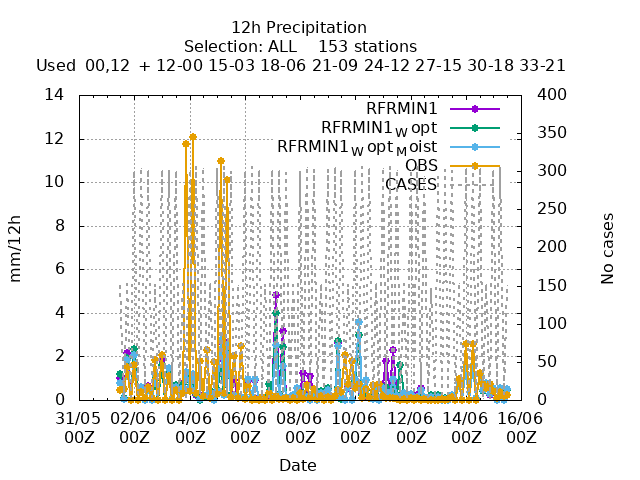 12h Precipitation
Selection: ALL    153 stations
Used  00,12  + 12-00 15-03 18-06 21-09 24-12 27-15 30-18 33-21
14
12
10
8
6
4
2
0
mm/12h
400
350
300
250
200
150
100
50
0
No cases
RFRMIN1
RFRMIN1_Wopt
RFRMIN1_Wopt_Moist
OBS
CASES
31/05 02/06 04/06 06/06 08/06 10/06 12/06 14/06 16/06
00Z 00Z 00Z 00Z 00Z 00Z 00Z 00Z 00Z
Date